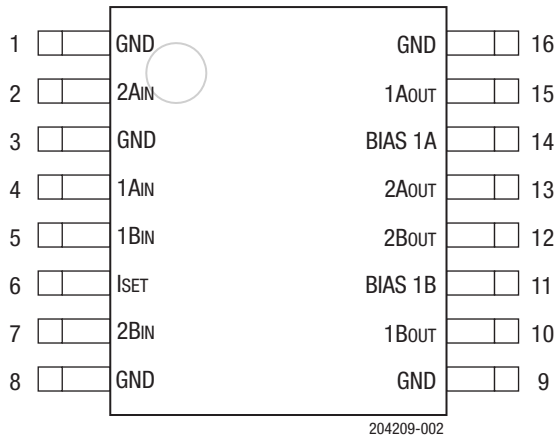 1 GND GND 16
2 2AIN 1AOUT 15
3 GND BIAS 1A 14
4 1AIN 2AOUT 13
5 1BIN 2BOUT 12
6 ISET BIAS 1B 11
7 2BIN 1BOUT 10
8 GND GND 9
204209-002